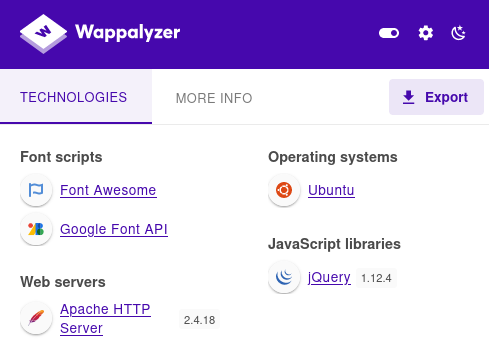 Wappalyzer
TECHNOLOGIES
MORE INFO
Export
Font scripts
Font Awesome
Google Font API
Web servers
Apache HTTP
Server
2.4.18
Operating systems
Ubuntu
JavaScript libraries
jQuery 1.12.4